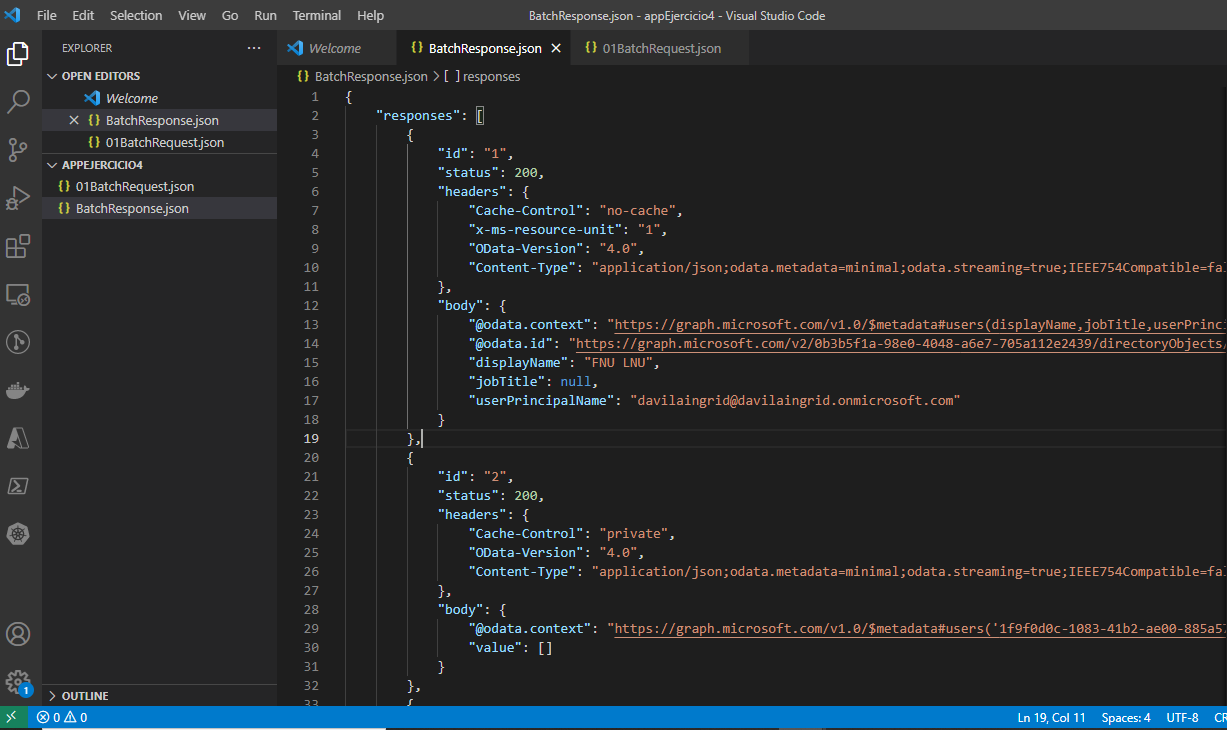 File Edit Selection View Go Run Terminal Help BatchResponse.json - appEjercicio4 - Visual Studio Code
EXPLORER ···
OPEN EDITORS
Welcome
BatchResponse.json
01BatchRequest.json
APPEJERCICIO4
01BatchRequest.json
BatchResponse.json
OUTLINE
1
Welcome {} BatchResponse.json {} 01BatchRequest.json
{} BatchResponse.json > [ ] responses
1 {
2 "responses": [
3 {
4 "id": "1",
5 "status": 200,
6 "headers": {
7 "Cache-Control": "no-cache",
8 "x-ms-resource-unit": "1",
9 "OData-Version": "4.0",
10 "Content-Type": "application/json;odata.metadata=minimal;odata.streaming=true;IEEE754Compatible=fal
11 },
12 "body": {
13 "@odata.context": "https://graph.microsoft.com/v1.0/$metadata#users(displayName,jobTitle,userPrinci
14 "@odata.id": "https://graph.microsoft.com/v2/0b3b5f1a-98e0-4048-a6e7-705a112e2439/directoryObjects/
15 "displayName": "FNU LNU",
16 "jobTitle": null,
17 "userPrincipalName": "davilaingrid@davilaingrid.onmicrosoft.com"
18 }
19 },
20 {
21 "id": "2",
22 "status": 200,
23 "headers": {
24 "Cache-Control": "private",
25 "OData-Version": "4.0",
26 "Content-Type": "application/json;odata.metadata=minimal;odata.streaming=true;IEEE754Compatible=fal
27 },
28 "body": {
29 "@odata.context": "https://graph.microsoft.com/v1.0/$metadata#users('1f9f0d0c-1083-41b2-ae00-885a57
30 "value": []
31 }
32 },
33 {
0 0 Ln 19, Col 11 Spaces: 4 UTF-8 CR